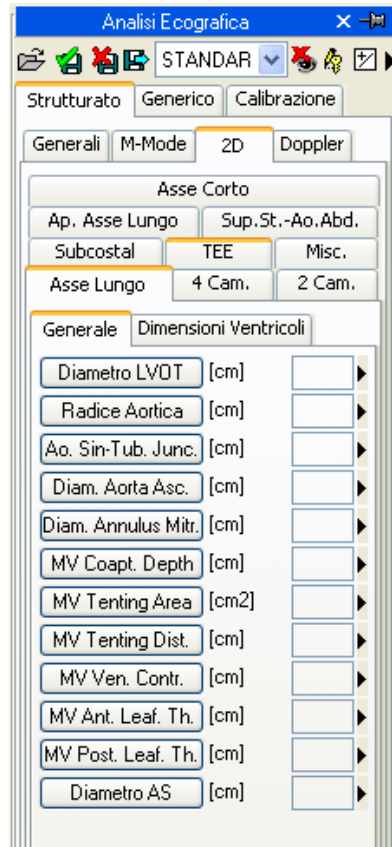 Analisi Ecografica
STANDAR
Strutturato Generico Calibrazione
Generali M-Mode 2D Doppler
Asse Corto
Ap. Asse Lungo Sup.St.-Ao.Abd.
Subcostal TEE Misc.
Asse Lungo 4 Cam. 2 Cam.
Generale Dimensioni Ventricoli
Diametro LVOT [cm]
Radice Aortica [cm]
Ao. Sin-Tub. Junc. [cm]
Diam. Aorta Asc. [cm]
Diam. Annulus Mitr. [cm]
MV Coapt. Depth [cm]
MV Tenting Area [cm2]
MV Tenting Dist. [cm]
MV Ven. Contr. [cm]
MV Ant. Leaf. Th. [cm]
MV Post. Leaf. Th. [cm]
Diametro AS [cm]